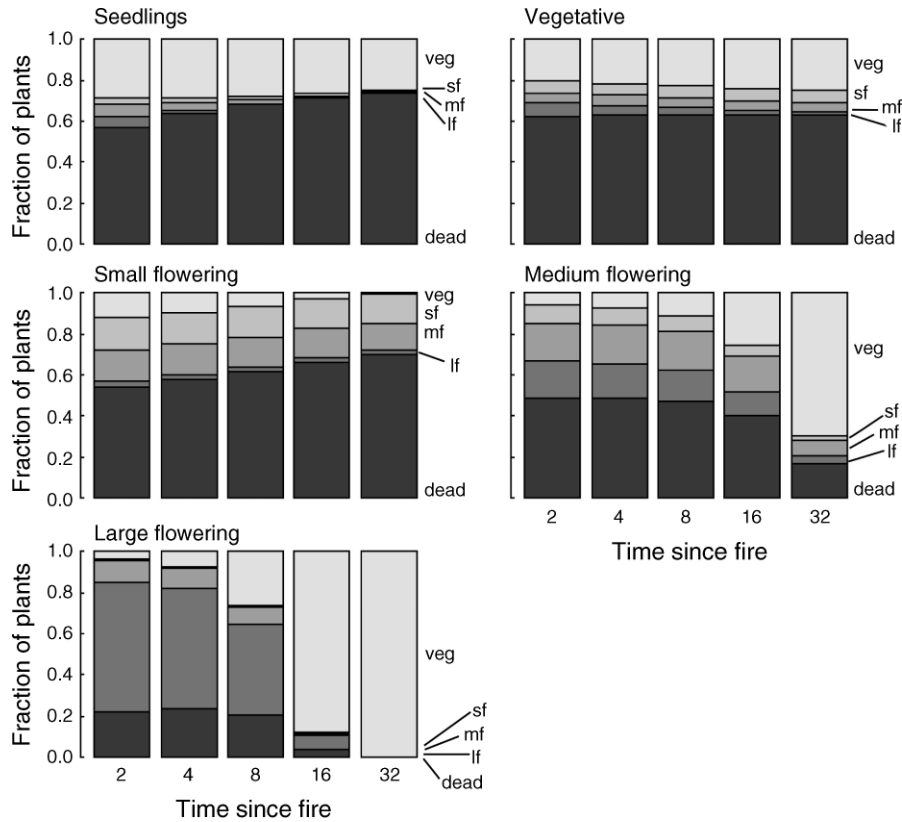 Seedlings
Fraction of plants
1.0
0.8
0.6
0.4
0.2
0.0
veg
sf
mf
lf
dead
Vegetative
veg
sf
mf
lf
dead
Small flowering
Fraction of plants
1.0
0.8
0.6
0.4
0.2
0.0
veg
sf
mf
lf
dead
Medium flowering
veg
sf
mf
lf
dead
2 4 8 16 32
Time since fire
Large flowering
Fraction of plants
1.0
0.8
0.6
0.4
0.2
0.0
veg
sf
mf
lf
dead
2 4 8 16 32
Time since fire